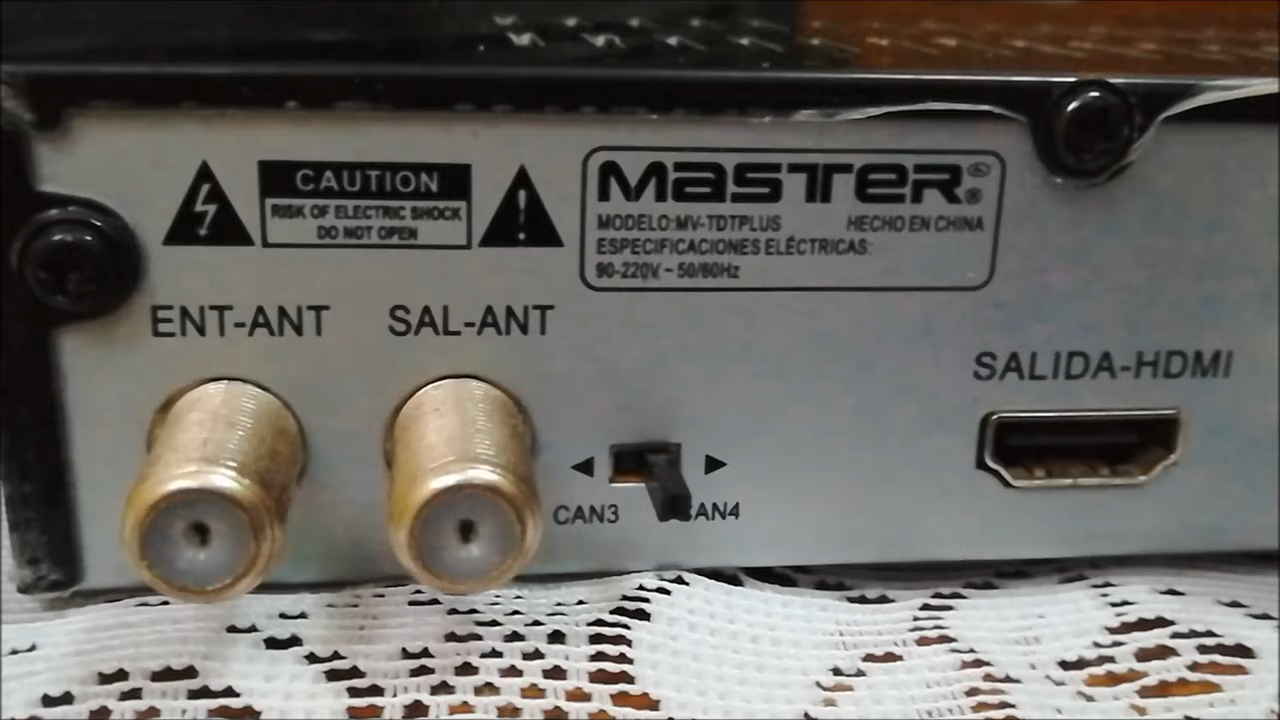 CAUTION
RISK OF ELECTRIC SHOCK
DO NOT OPEN
MASTER®
MODELO:MV-TDTPLUS HECHO EN CHINA
ESPECIFICACIONES ELÉCTRICAS:
90-220V ~ 50/60Hz
ENT-ANT SAL-ANT
SALIDA-HDMI
CAN3 CAN4